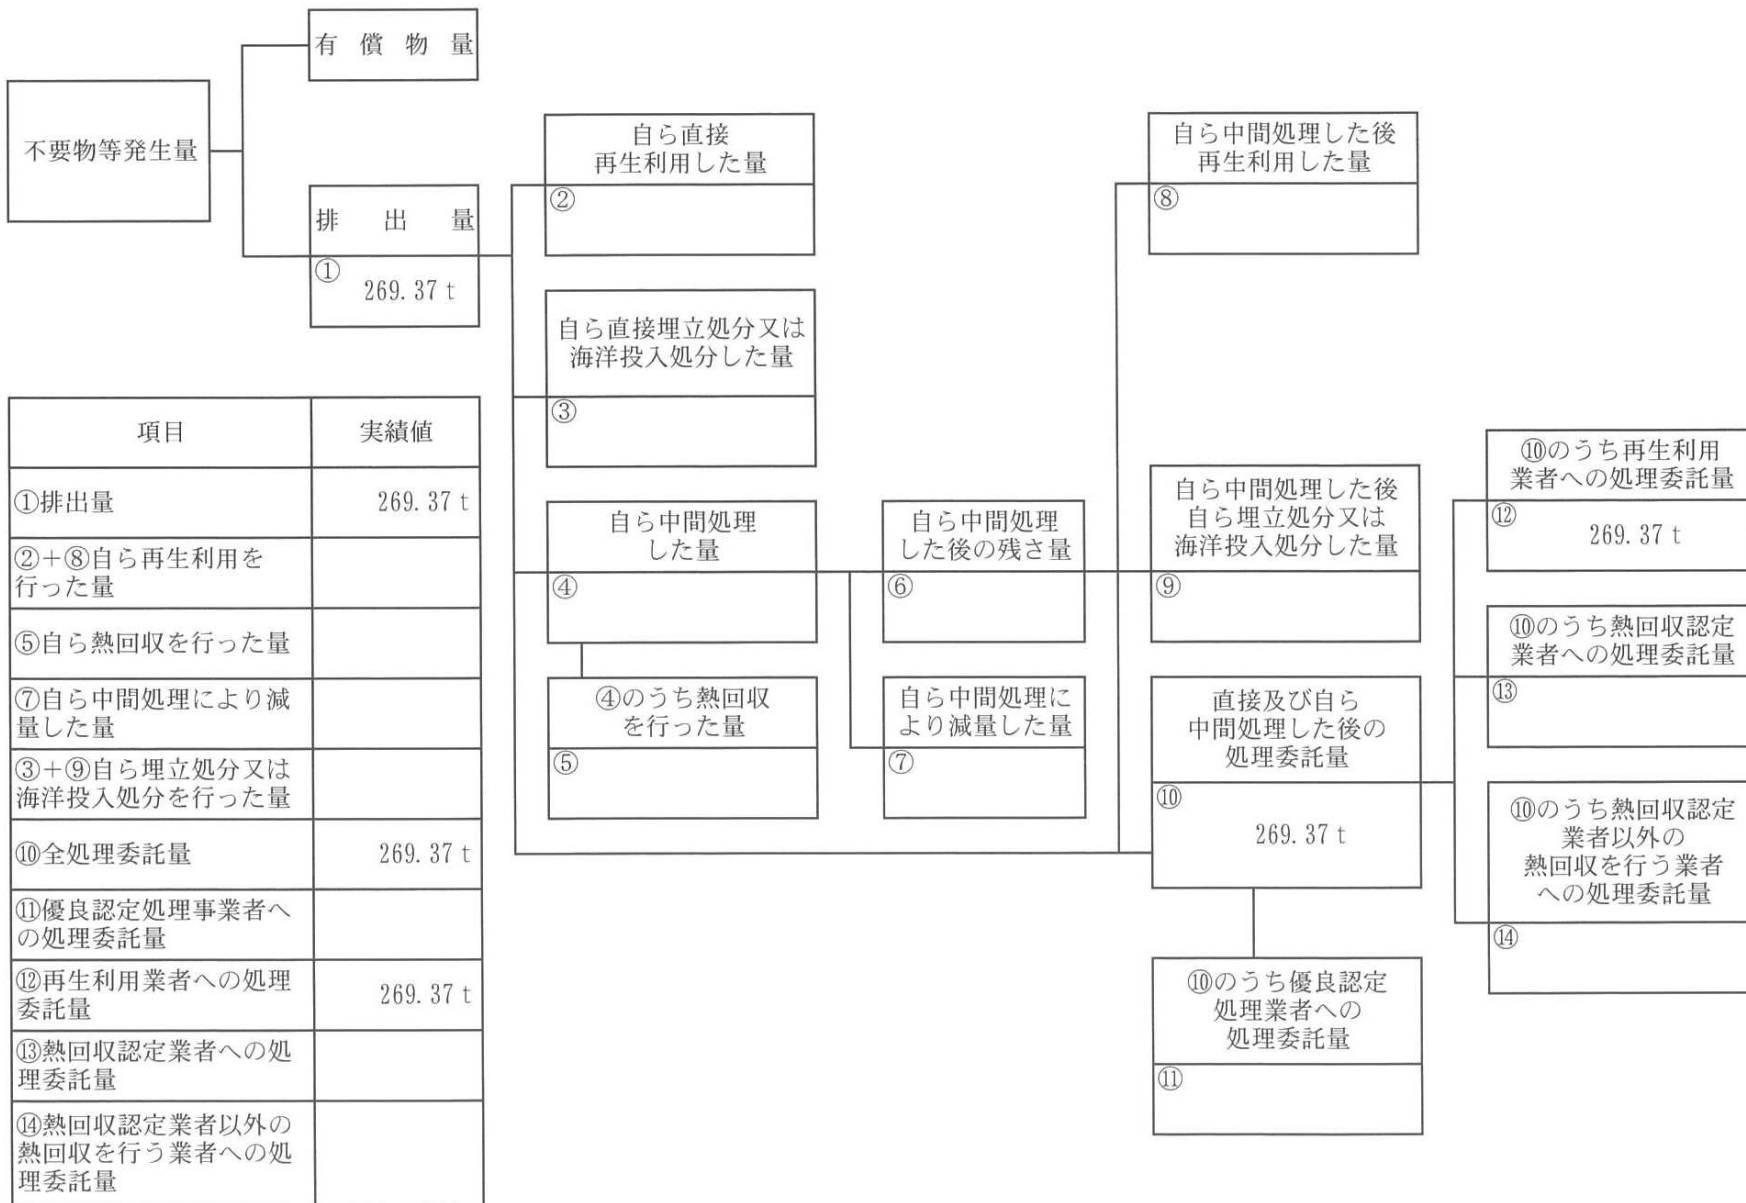 有償物量
不要物等発生量
排出量
①
269.37 t
自ら直接
再生利用した量
②
自ら直接埋立処分又は
海洋投入処分した量
③
自ら中間処理
した量
④
④のうち熱回収
を行った量
⑤
自ら中間処理
した後の残さ量
⑥
自ら中間処理に
より減量した量
⑦
自ら中間処理した後
再生利用した量
⑧
自ら中間処理した後
自ら埋立処分又は
海洋投入処分した量
⑨
直接及び自ら
中間処理した後の
処理委託量
⑩
269.37 t
⑩のうち優良認定
処理業者への
処理委託量
⑪
⑩のうち再生利用
業者への処理委託量
⑫
269.37 t
⑩のうち熱回収認定
業者への処理委託量
⑬
⑩のうち熱回収認定
業者以外の
熱回収を行う業者
への処理委託量
⑭
項目 実績値
①排出量 269.37 t
②+⑧自ら再生利用を
行った量
⑤自ら熱回収を行った量
⑦自ら中間処理により減
量した量
③+⑨自ら埋立処分又は
海洋投入処分を行った量
⑩全処理委託量 269.37 t
⑪優良認定処理事業者へ
の処理委託量
⑫再生利用業者への処理
委託量 269.37 t
⑬熱回収認定業者への処
理委託量
⑭熱回収認定業者以外の
熱回収を行う業者への処
理委託量